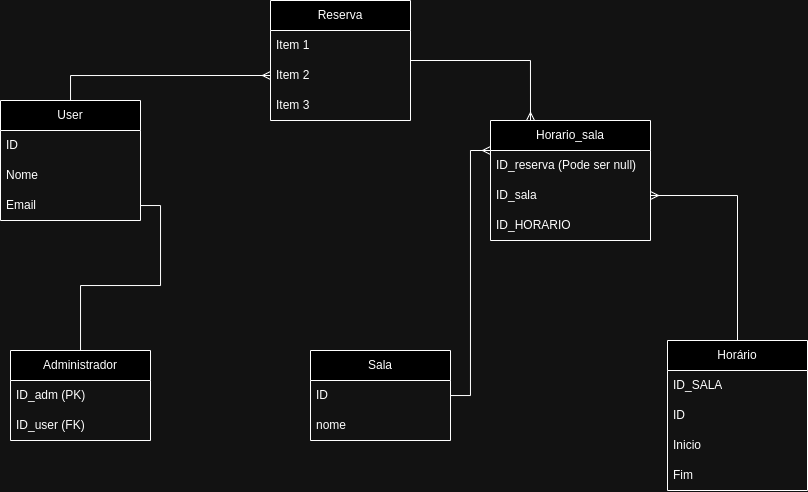 Reserva
Item 1
Item 2
Item 3
User
ID
Nome
Email
Horario_sala
ID_reserva (Pode ser null)
ID_sala
ID_HORARIO
Administrador
ID_adm (PK)
ID_user (FK)
Sala
ID
nome
Horário
ID_SALA
ID
Inicio
Fim